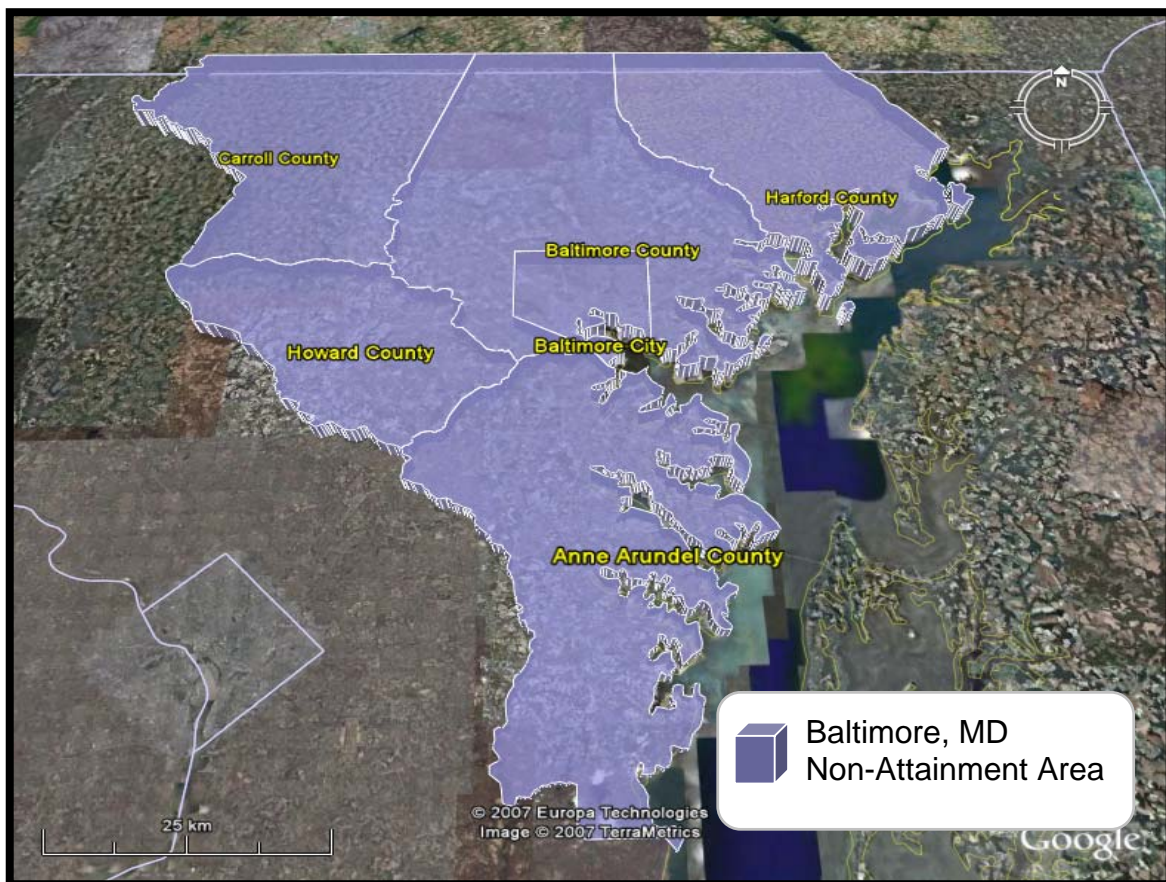 N
Carroll County
Harford County
Baltimore County
Baltimore City
Howard County
Anne Arundel County
Baltimore, MD
Non-Attainment Area
© 2007 Europa Technologies
Image © 2007 TerraMetrics
25 km
Google